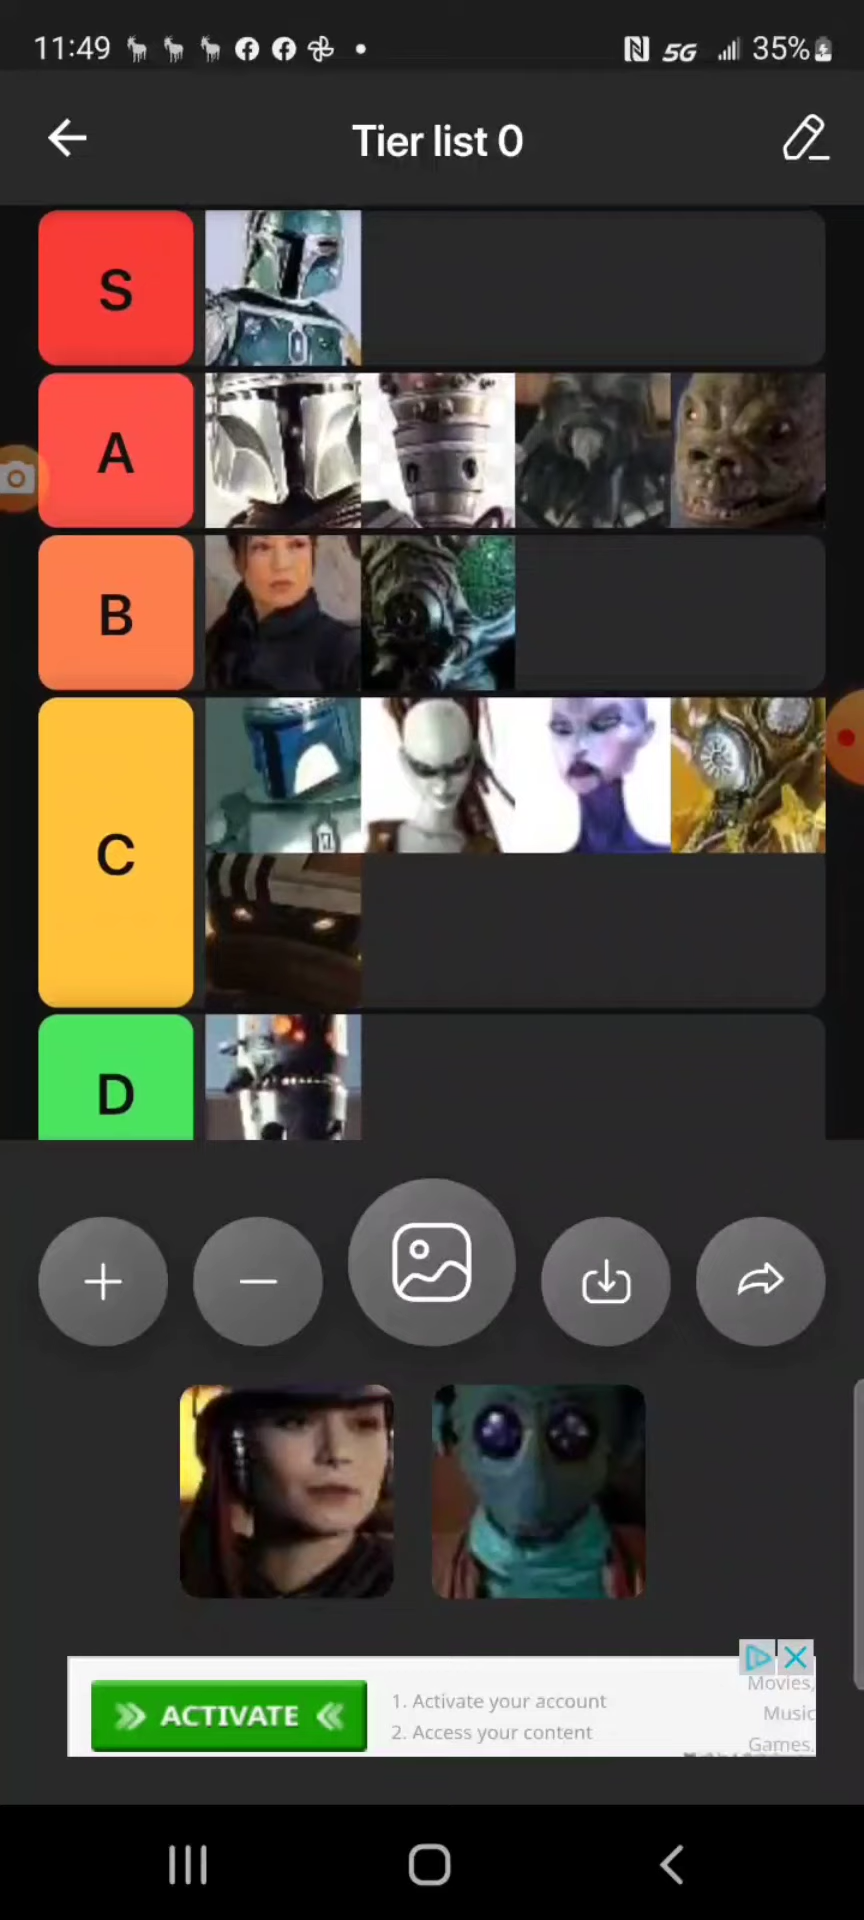 11:49 5G 35%
Tier list 0
S
A
B
C
D
ACTIVATE
1. Activate your account
2. Access your content
Movies,
Music
Games.